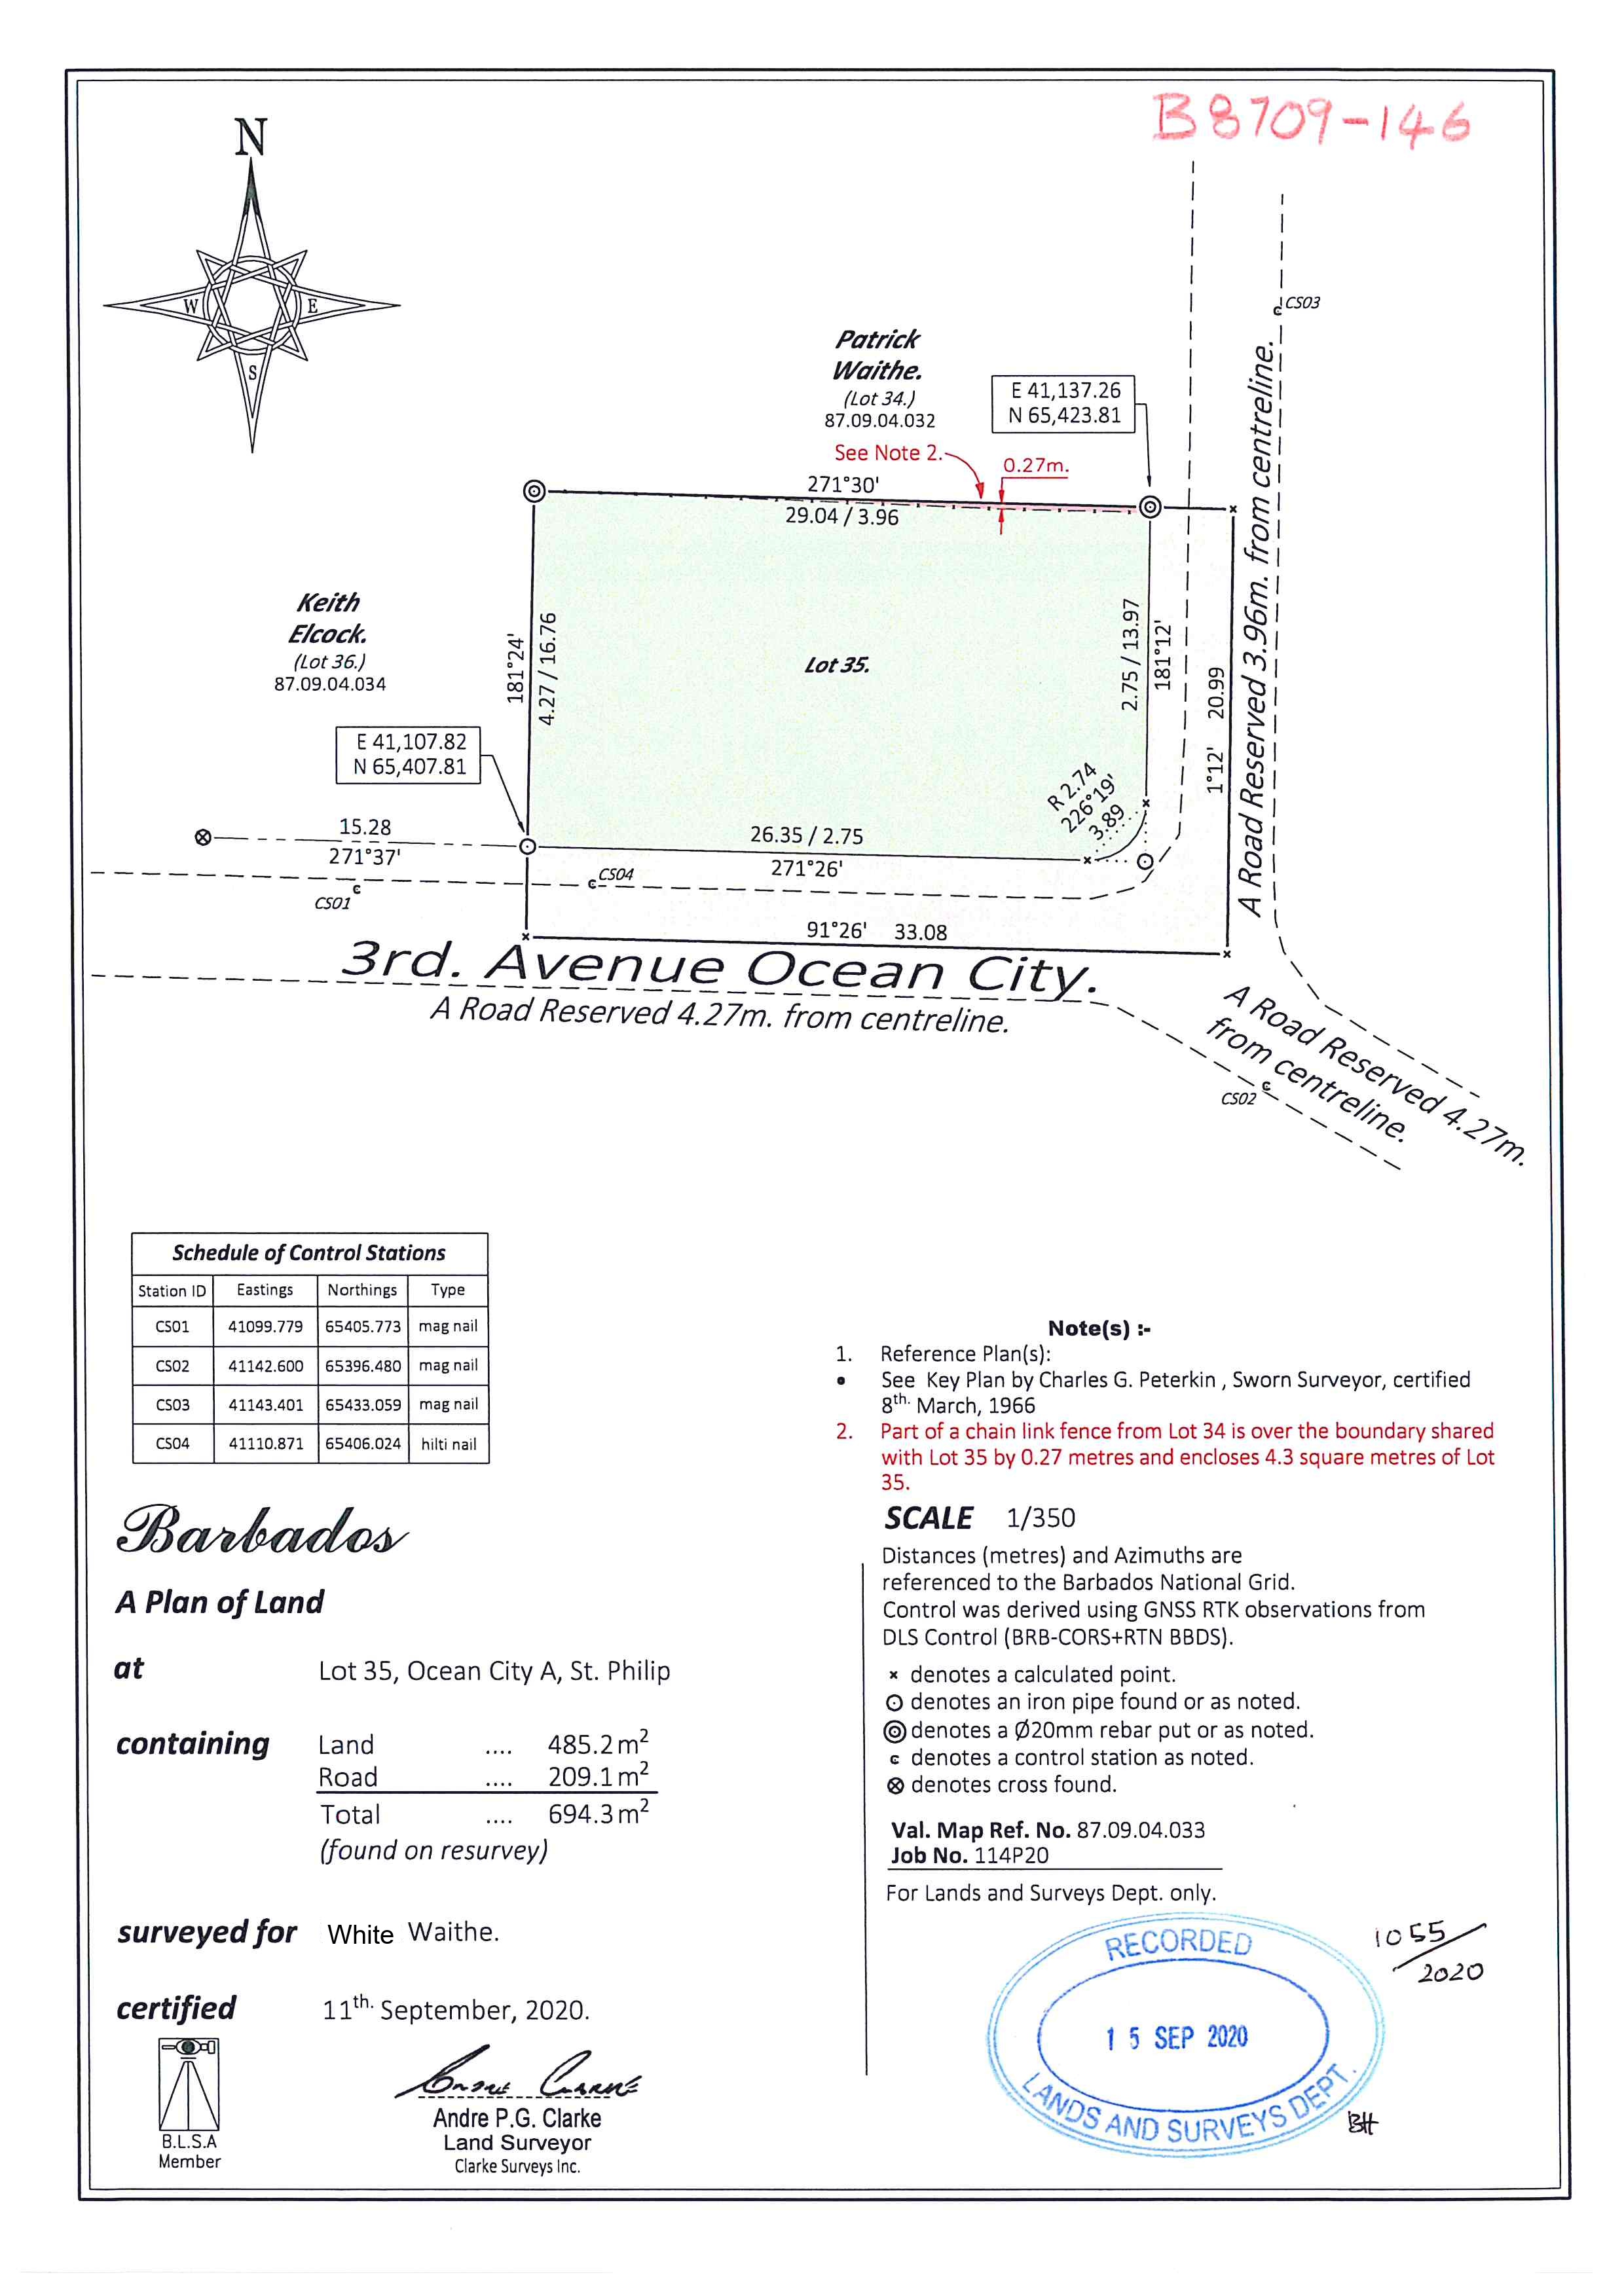 B8709-146
N
W
E
S
CS03
Patrick
Waithe.
(Lot 34.)
87.09.04.032
E 41,137.26
N 65,423.81
See Note 2.
0.27m.
271°30'
29.04 / 3.96
A Road Reserved 3.96m. from centreline.
Keith
Elcock.
(Lot 36.)
87.09.04.034
181°24'
4.27 / 16.76
Lot 35.
2.75 / 13.97
181°12'
1°12' 20.99
E 41,107.82
N 65,407.81
R 2.74
226°19'
3.89
15.28
271°37'
26.35 / 2.75
271°26'
CS04
CS01
91°26' 33.08
3rd. Avenue Ocean City.
A Road Reserved 4.27m. from centreline.
A Road Reserved 4.27m.
from centreline.
CS02
Schedule of Control Stations
Station ID Eastings Northings Type
CS01 41099.779 65405.773 mag nail
CS02 41142.600 65396.480 mag nail
CS03 41143.401 65433.059 mag nail
CS04 41110.871 65406.024 hilti nail
Note(s) :-
1. Reference Plan(s):
• See Key Plan by Charles G. Peterkin , Sworn Surveyor, certified
8th. March, 1966
2. Part of a chain link fence from Lot 34 is over the boundary shared
with Lot 35 by 0.27 metres and encloses 4.3 square metres of Lot
35.
SCALE 1/350
Distances (metres) and Azimuths are
referenced to the Barbados National Grid.
Control was derived using GNSS RTK observations from
DLS Control (BRB-CORS+RTN BBDS).
× denotes a calculated point.
⊙ denotes an iron pipe found or as noted.
◎ denotes a Ø20mm rebar put or as noted.
c denotes a control station as noted.
⊗ denotes cross found.
Val. Map Ref. No. 87.09.04.033
Job No. 114P20
For Lands and Surveys Dept. only.
RECORDED
15 SEP 2020
LANDS AND SURVEYS DEPT.
1055/2020
BH
Barbados
A Plan of Land
at Lot 35, Ocean City A, St. Philip
containing Land .... 485.2 m²
Road .... 209.1 m²
Total .... 694.3 m²
(found on resurvey)
surveyed for White Waithe.
certified 11th. September, 2020.
B.L.S.A
Member
Andre Clarke
Andre P.G. Clarke
Land Surveyor
Clarke Surveys Inc.